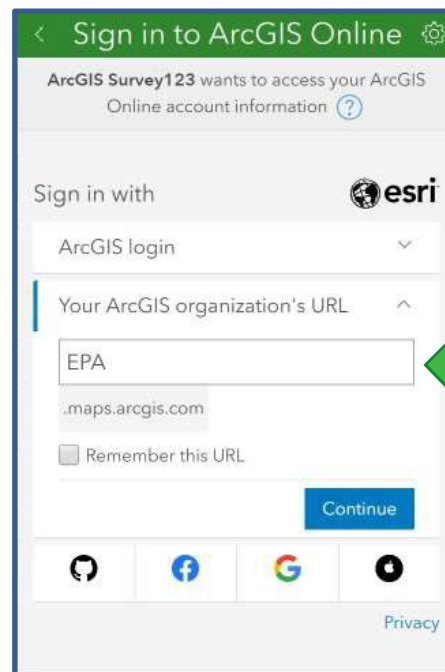 Sign in to ArcGIS Online
ArcGIS Survey123 wants to access your ArcGIS
Online account information ?
Sign in with
esri
ArcGIS login
Your ArcGIS organization's URL
EPA
.maps.arcgis.com
Remember this URL
Continue
Privacy